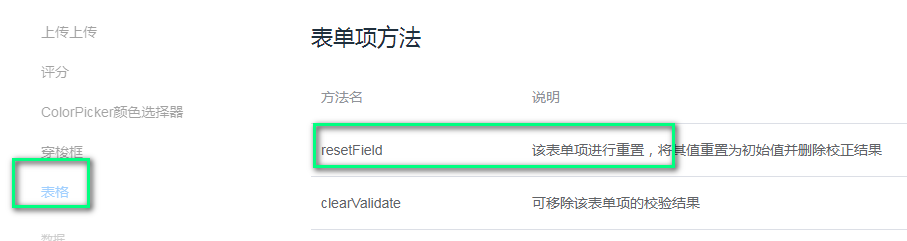 上传上传
评分
ColorPicker颜色选择器
穿梭框
表格
数据
表单项方法
方法名 说明
resetField 该表单项进行重置，将其值重置为初始值并删除校正结果
clearValidate 可移除该表单项的校验结果